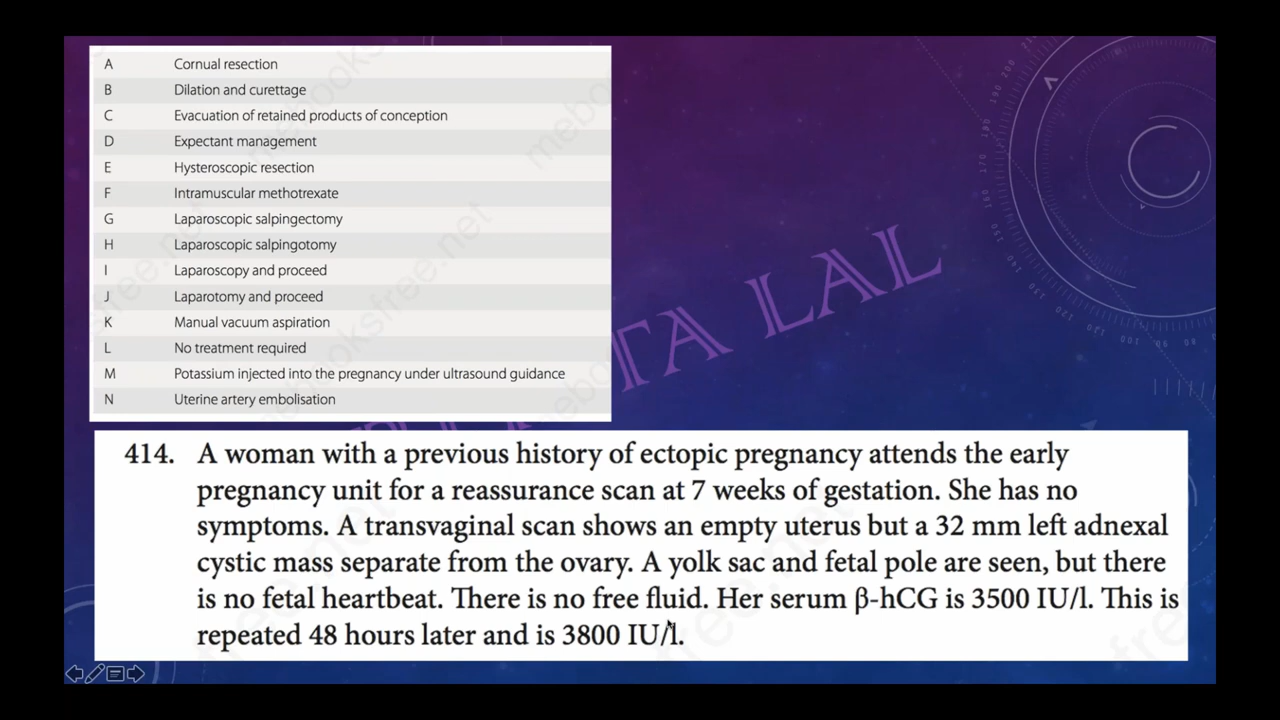 A Cornual resection
B Dilation and curettage
C Evacuation of retained products of conception
D Expectant management
E Hysteroscopic resection
F Intramuscular methotrexate
G Laparoscopic salpingectomy
H Laparoscopic salpingotomy
I Laparoscopy and proceed
J Laparotomy and proceed
K Manual vacuum aspiration
L No treatment required
M Potassium injected into the pregnancy under ultrasound guidance
N Uterine artery embolisation
TA LAL
414. A woman with a previous history of ectopic pregnancy attends the early
pregnancy unit for a reassurance scan at 7 weeks of gestation. She has no
symptoms. A transvaginal scan shows an empty uterus but a 32 mm left adnexal
cystic mass separate from the ovary. A yolk sac and fetal pole are seen, but there
is no fetal heartbeat. There is no free fluid. Her serum β-hCG is 3500 IU/l. This is
repeated 48 hours later and is 3800 IU/l.